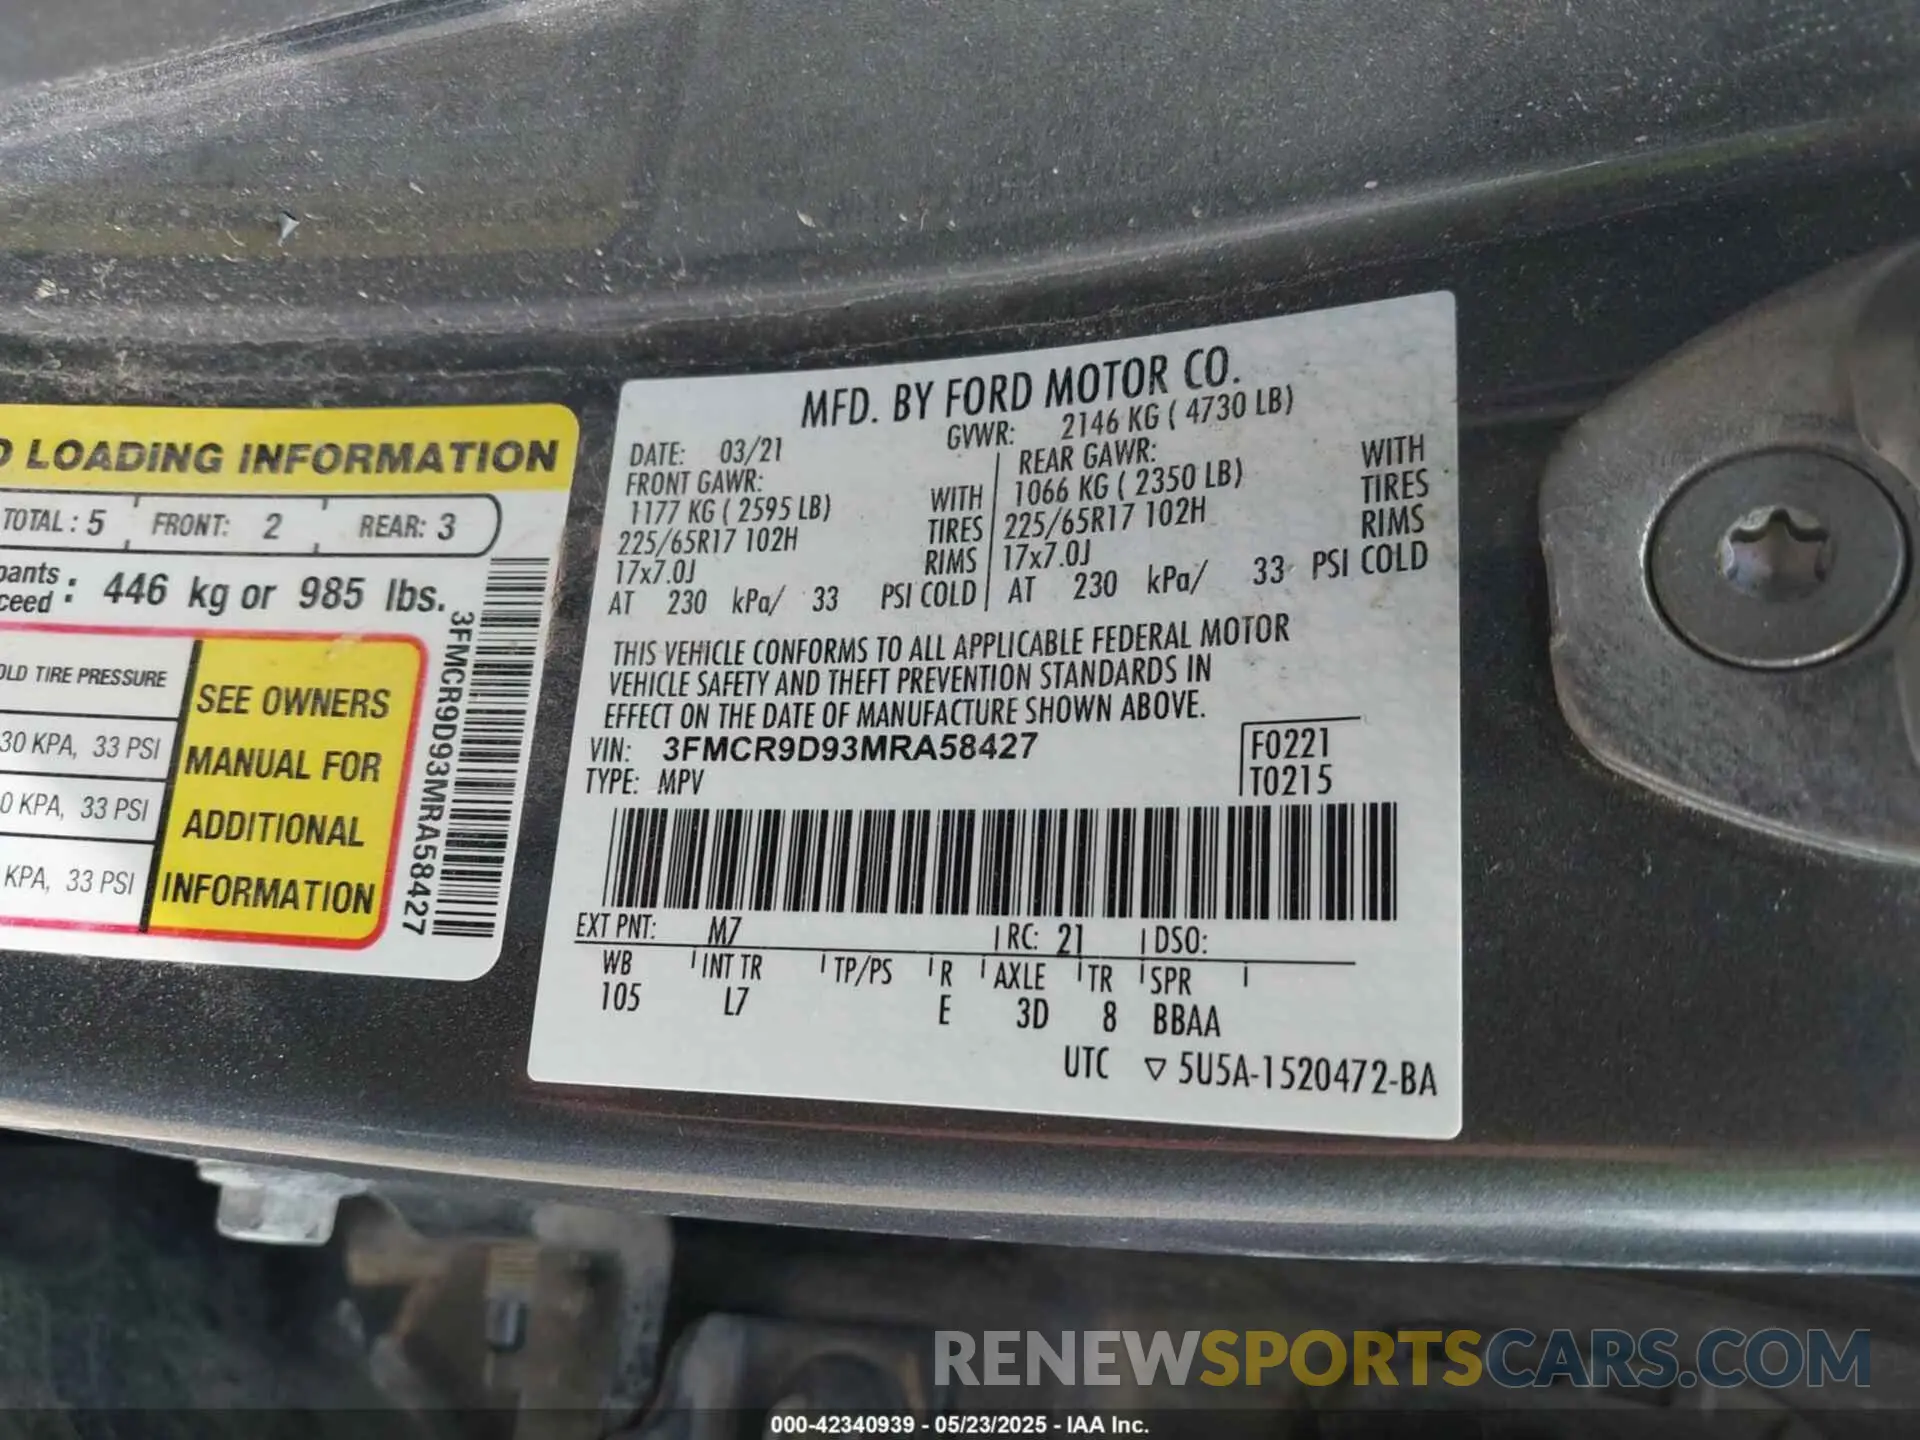 LOADING INFORMATION
TOTAL: 5 FRONT: 2 REAR: 3
446 kg or 985 lbs.
TIRE PRESSURE
KPA, 33 PSI
KPA, 33 PSI
KPA, 33 PSI
SEE OWNERS
MANUAL FOR
ADDITIONAL
INFORMATION
3FMCR9D93MRA58427
MFD. BY FORD MOTOR CO.
DATE: 03/21 GVWR: 2146 KG ( 4730 LB)
FRONT GAWR: REAR GAWR: WITH
1177 KG ( 2595 LB) WITH 1066 KG ( 2350 LB) TIRES
225/65R17 102H TIRES 225/65R17 102H RIMS
17x7.0J RIMS 17x7.0J
AT 230 kPa/ 33 PSI COLD AT 230 kPa/ 33 PSI COLD
THIS VEHICLE CONFORMS TO ALL APPLICABLE FEDERAL MOTOR
VEHICLE SAFETY AND THEFT PREVENTION STANDARDS IN
EFFECT ON THE DATE OF MANUFACTURE SHOWN ABOVE.
VIN: 3FMCR9D93MRA58427 F0221
TYPE: MPV T0215
EXT PNT: M7 RC: 21 DSO:
WB INT TR TP/PS R AXLE TR SPR
105 L7 E 3D 8 BBAA
UTC ▽ 5U5A-1520472-BA
RENEWSPORTSCARS.COM
000-42340939 - 05/23/2025 - IAA Inc.